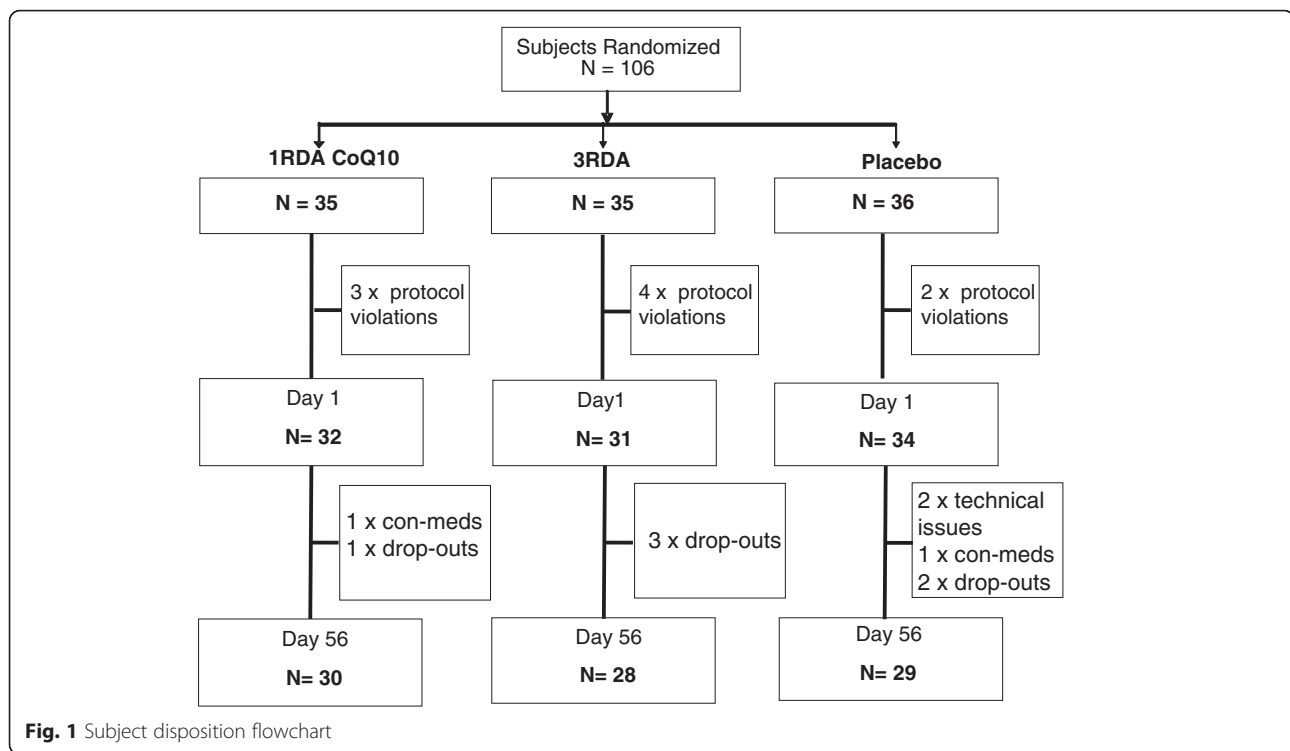 Subjects Randomized
N = 106
1RDA CoQ10
3RDA
Placebo
N = 35
N = 35
N = 36
3 x protocol
violations
4 x protocol
violations
2 x protocol
violations
Day 1
N= 32
Day1
N= 31
Day 1
N= 34
1 x con-meds
1 x drop-outs
3 x drop-outs
2 x technical
issues
1 x con-meds
2 x drop-outs
Day 56
N= 30
Day 56
N= 28
Day 56
N= 29
Fig. 1 Subject disposition flowchart